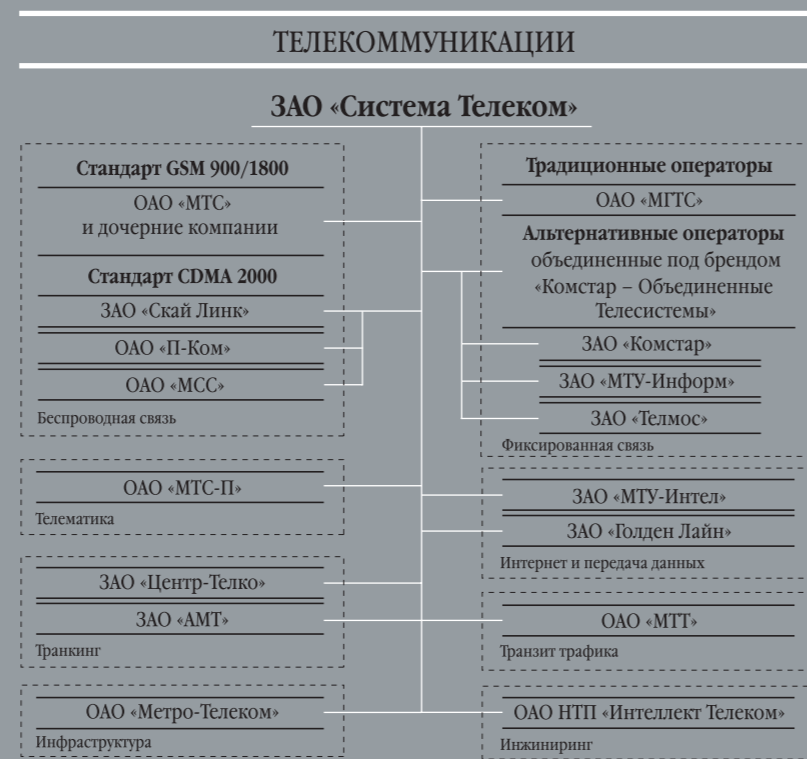 ТЕЛЕКОММУНИКАЦИИ
ЗАО «Система Телеком»
Стандарт GSM 900/1800
ОАО «МТС»
и дочерние компании
Стандарт CDMA 2000
ЗАО «Скай Линк»
ОАО «П-Ком»
ОАО «МСС»
Беспроводная связь
ОАО «МТС-П»
Телематика
ЗАО «Центр-Телко»
ЗАО «АМТ»
Транкинг
ОАО «Метро-Телеком»
Инфраструктура
Традиционные операторы
ОАО «МГТС»
Альтернативные операторы
объединенные под брендом
«Комстар – Объединенные
Телесистемы»
ЗАО «Комстар»
ЗАО «МТУ-Информ»
ЗАО «Телмос»
Фиксированная связь
ЗАО «МТУ-Интел»
ЗАО «Голден Лайн»
Интернет и передача данных
ОАО «МТТ»
Транзит трафика
ОАО НТП «Интеллект Телеком»
Инжиниринг